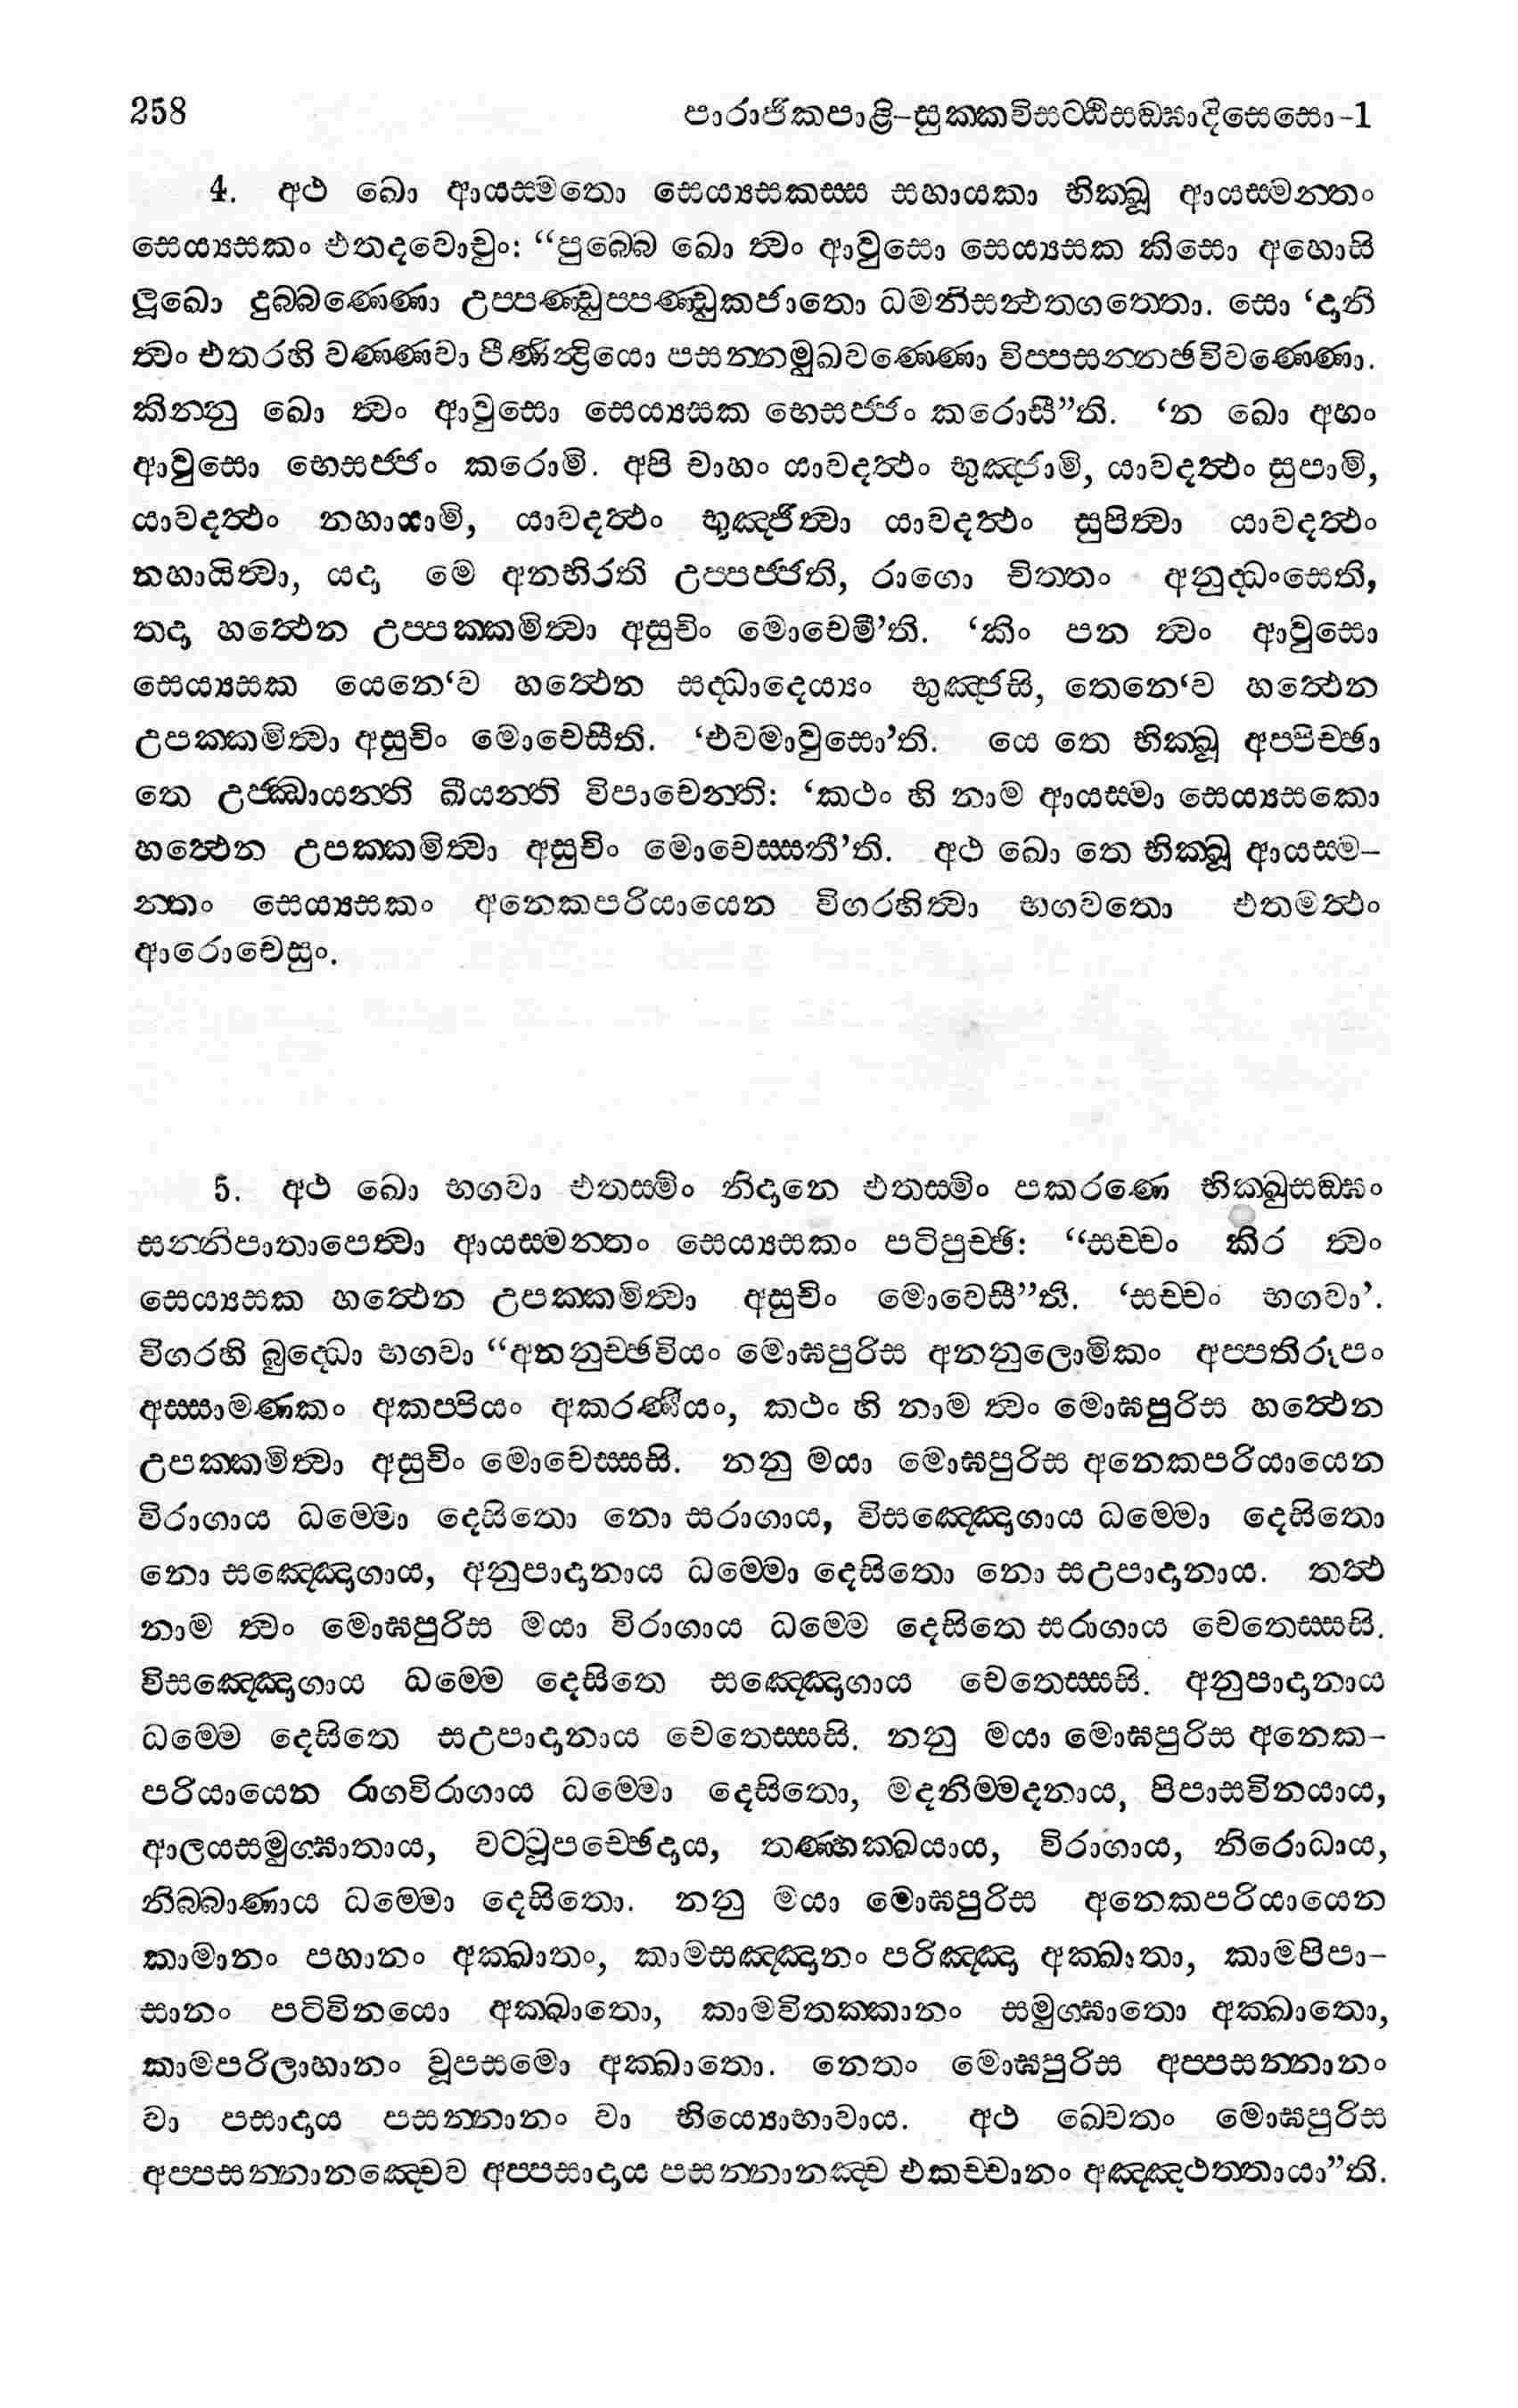 258 පාරාජිකපාළි–සුක්කවිසට්ඨිසඞ්ඝාදිසෙසො–1
4. අථ ඛො ආයස්මතො සෙය්‍යසකස්ස සහායකා භික්ඛූ ආයස්මන්තං
සෙය්‍යසකං එතදවොචුං: “පුබ්බෙ ඛො ත්‍වං ආවුසො සෙය්‍යසක කිසො අහොසි
ලූඛො දුබ්බණ්ණො උප්පණ්ඩුප්පණ්ඩුකජාතො ධමනිසන්ථතගත්තො. සො ‘දානි
ත්‍වං එතරහි වණ්ණවා පීණින්ද්‍රියො පසන්නමුඛවණ්ණො විප්පසන්නඡවිවණ්ණො.
කින්නු ඛො ත්‍වං ආවුසො සෙය්‍යසක භෙසජ්ජං කරොසී”ති. ‘න ඛො අහං
ආවුසො භෙසජ්ජං කරොමි. අපි චාහං යාවදත්‍ථං භුඤ්ජාමි, යාවදත්‍ථං සුපාමි,
යාවදත්‍ථං නහායාමි, යාවදත්‍ථං භූඤ්ජිත්‍වා යාවදත්‍ථං සුපිත්‍වා යාවදත්‍ථං
නහායිත්‍වා, යදා මෙ අනභිරති උප්පජ්ජති, රාගො චිත්තං අනුද්ධංසෙති,
තදා හත්‍ථෙන උප්පක්කමිත්‍වා අසුචිං මොචෙමී’ති. ‘කිං පන ත්‍වං ආවුසො
සෙය්‍යසක යෙනෙ‘ව හත්‍ථෙන සද්ධාදෙය්‍යං භුඤ්ජසි, තෙනෙ‘ව හත්‍ථෙන
උපක්කමිත්‍වා අසුචිං මොචෙසීති. ‘එවමාවුසො’ති. යෙ තෙ භික්ඛූ අප්පිච්ඡා
තෙ උජ්ඣායන්ති ඛීයන්ති විපාචෙන්ති: ‘කථං හි නාම ආයස්මා සෙය්‍යසකො
හත්‍ථෙන උපක්කමිත්‍වා අසුචිං මොචෙස්සතී’ති. අථ ඛො තෙ භික්ඛූ ආයස්ම–
න්තං සෙය්‍යසකං අනෙකපරියායෙන විගරහිත්‍වා භගවතො එතමත්‍ථං
ආරොචෙසුං.
5. අථ ඛො භගවා එතස්මිං නිදානෙ එතස්මිං පකරණෙ භික්ඛුසඞ්ඝං
සන්නිපාතාපෙත්‍වා ආයස්මන්තං සෙය්‍යසකං පටිපුච්ඡි: “සච්චං කිර ත්‍වං
සෙය්‍යසක හත්‍ථෙන උපක්කමිත්‍වා අසුචිං මොචෙසී”ති. ‘සච්චං භගවා’.
විගරහි බුද්ධො භගවා “අනනුච්ඡවියං මොඝපුරිස අනනුලොමිකං අප්පතිරූපං
අස්සාමණකං අකප්පියං අකරණීයං, කථං හි නාම ත්‍වං මොඝපුරිස හත්‍ථෙන
උපක්කමිත්‍වා අසුචිං මොචෙස්සසි. නනු මයා මොඝපුරිස අනෙකපරියායෙන
විරාගාය ධම්මො දෙසිතො නො සරාගාය, විසඤ්ඤොගාය ධම්මො දෙසිතො
නො සඤ්ඤොගාය, අනුපාදානාය ධම්මො දෙසිතො නො සඋපාදානාය. තත්‍ථ
නාම ත්‍වං මොඝපුරිස මයා විරාගාය ධම්මෙ දෙසිතෙ සරාගාය චෙතෙස්සසි.
විසඤ්ඤොගාය ධම්මෙ දෙසිතෙ සඤ්ඤොගාය චෙතෙස්සසි. අනුපාදානාය
ධම්මෙ දෙසිතෙ සඋපාදානාය චෙතෙස්සසි. නනු මයා මොඝපුරිස අනෙක–
පරියායෙන රාගවිරාගාය ධම්මො දෙසිතො, මදනිම්මදනාය, පිපාසවිනයාය,
ආලයසමුග්ඝාතාය, වට්ටූපච්ඡෙදාය, තණ්හක්ඛයාය, විරාගාය, නිරොධාය,
නිබ්බාණාය ධම්මො දෙසිතො. නනු මයා මොඝපුරිස අනෙකපරියායෙන
කාමානං පහානං අක්ඛාතං, කාමසඤ්ඤානං පරිඤ්ඤා අක්ඛාතා, කාමපිපා–
සානං පටිවිනයො අක්ඛාතො, කාමවිතක්කානං සමුග්ඝාතො අක්ඛාතො,
කාමපරිලාහානං වූපසමො අක්ඛාතො. නෙතං මොඝපුරිස අප්පසන්නානං
වා පසාදාය පසන්නානං වා භිය්‍යොභාවාය. අථ ඛ්වෙතං මොඝපුරිස
අප්පසන්නානඤ්චෙව අප්පසාදාය පසන්නානඤ්ච එකච්චානං අඤ්ඤථත්තායා”ති.